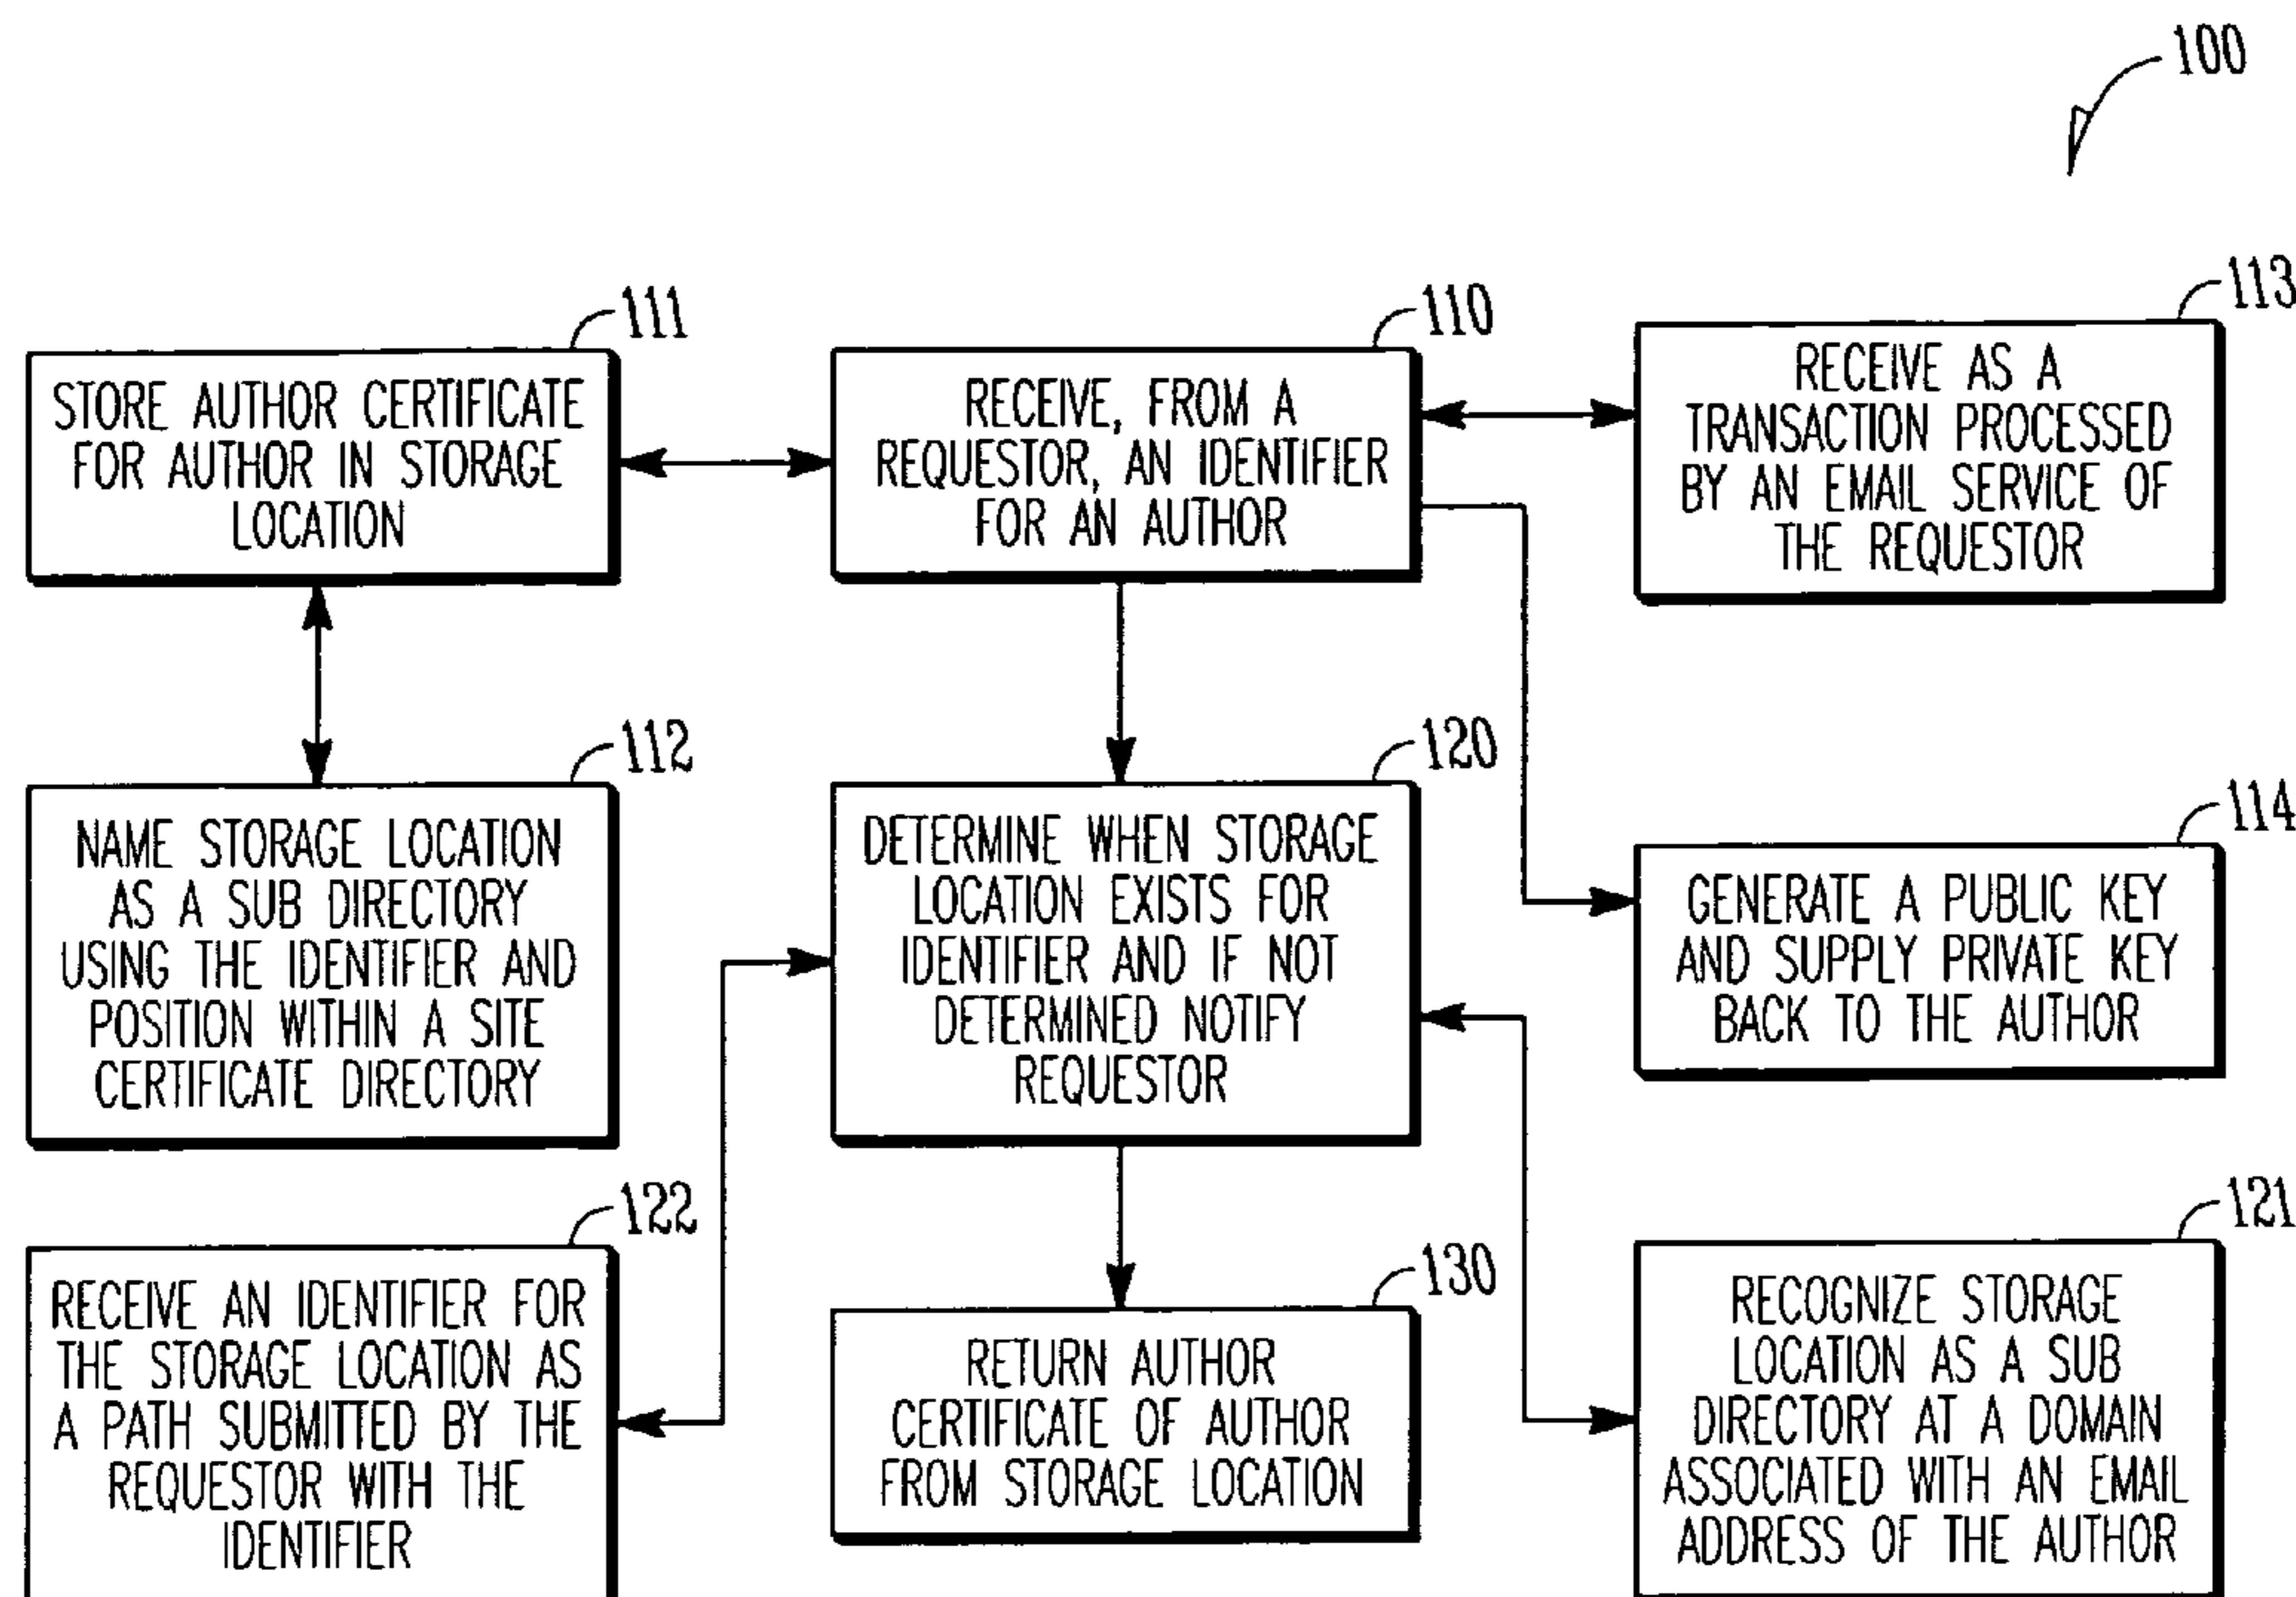 100
111
STORE AUTHOR CERTIFICATE
FOR AUTHOR IN STORAGE
LOCATION
110
RECEIVE, FROM A
REQUESTOR, AN IDENTIFIER
FOR AN AUTHOR
113
RECEIVE AS A
TRANSACTION PROCESSED
BY AN EMAIL SERVICE OF
THE REQUESTOR
112
NAME STORAGE LOCATION
AS A SUB DIRECTORY
USING THE IDENTIFIER AND
POSITION WITHIN A SITE
CERTIFICATE DIRECTORY
120
DETERMINE WHEN STORAGE
LOCATION EXISTS FOR
IDENTIFIER AND IF NOT
DETERMINED NOTIFY
REQUESTOR
114
GENERATE A PUBLIC KEY
AND SUPPLY PRIVATE KEY
BACK TO THE AUTHOR
122
RECEIVE AN IDENTIFIER FOR
THE STORAGE LOCATION AS
A PATH SUBMITTED BY THE
REQUESTOR WITH THE
IDENTIFIER
130
RETURN AUTHOR
CERTIFICATE OF AUTHOR
FROM STORAGE LOCATION
121
RECOGNIZE STORAGE
LOCATION AS A SUB
DIRECTORY AT A DOMAIN
ASSOCIATED WITH AN EMAIL
ADDRESS OF THE AUTHOR